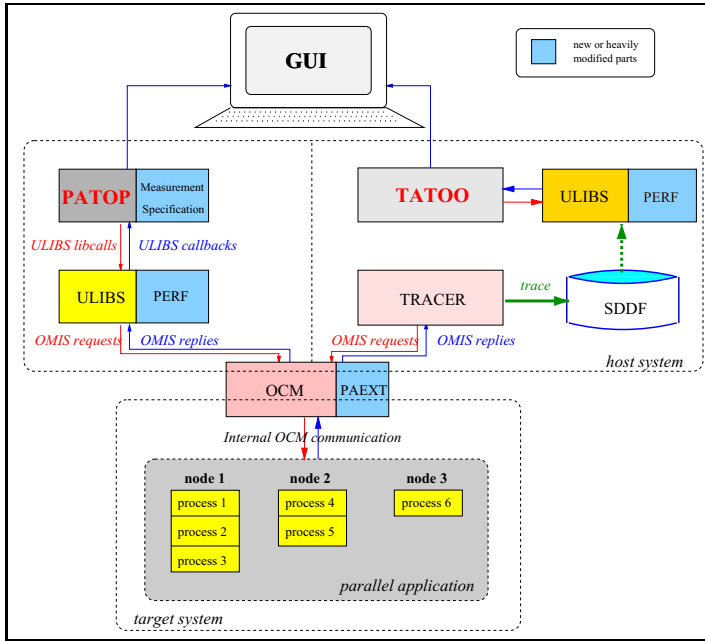 GUI
new or heavily
modified parts
PATOP
Measurement
Specification
TATOO
ULIBS
PERF
ULIBS libcalls
ULIBS callbacks
ULIBS
PERF
TRACER
trace
SDDF
OMIS requests
OMIS replies
OMIS requests
OMIS replies
host system
OCM
PAEXT
Internal OCM communication
node 1
node 2
node 3
process 1
process 4
process 6
process 2
process 5
process 3
parallel application
target system